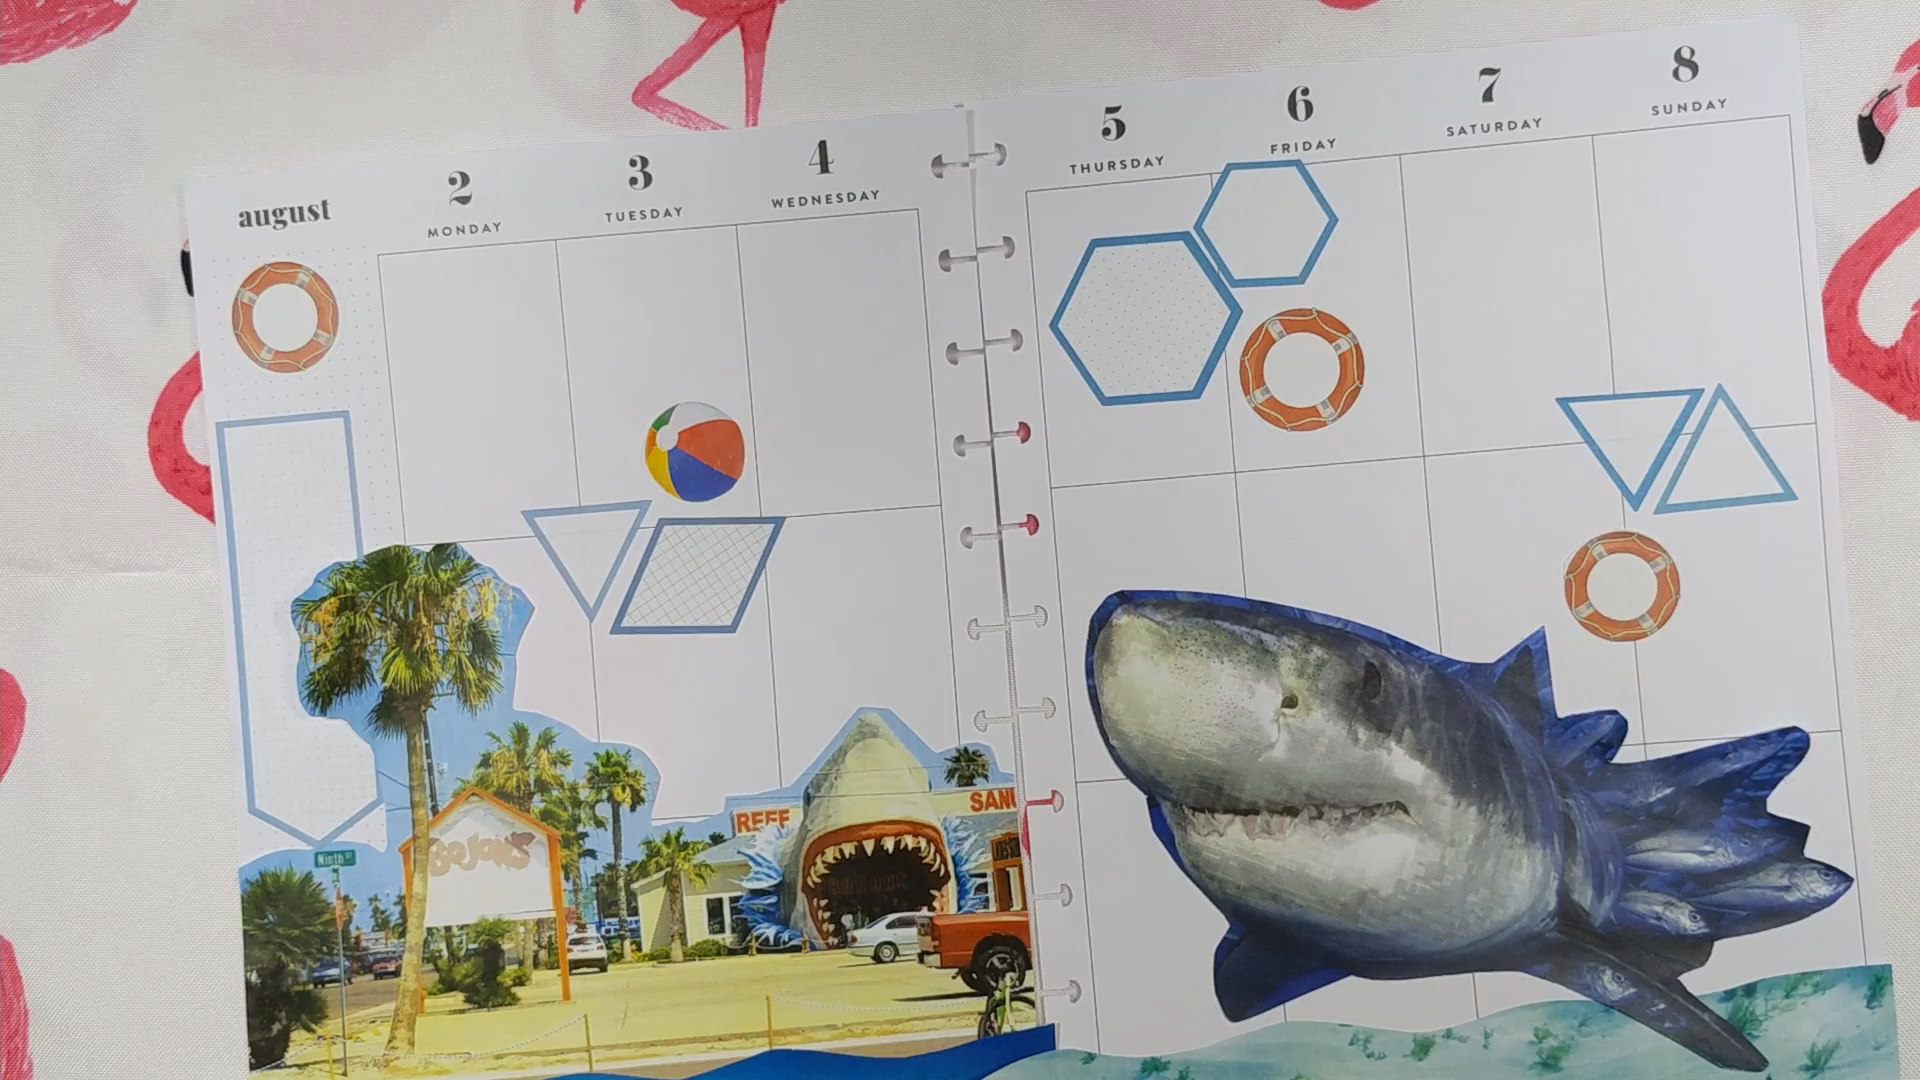 august
2
MONDAY
3
TUESDAY
4
WEDNESDAY
5
THURSDAY
6
FRIDAY
7
SATURDAY
8
SUNDAY
Ninth
REEF
SAN